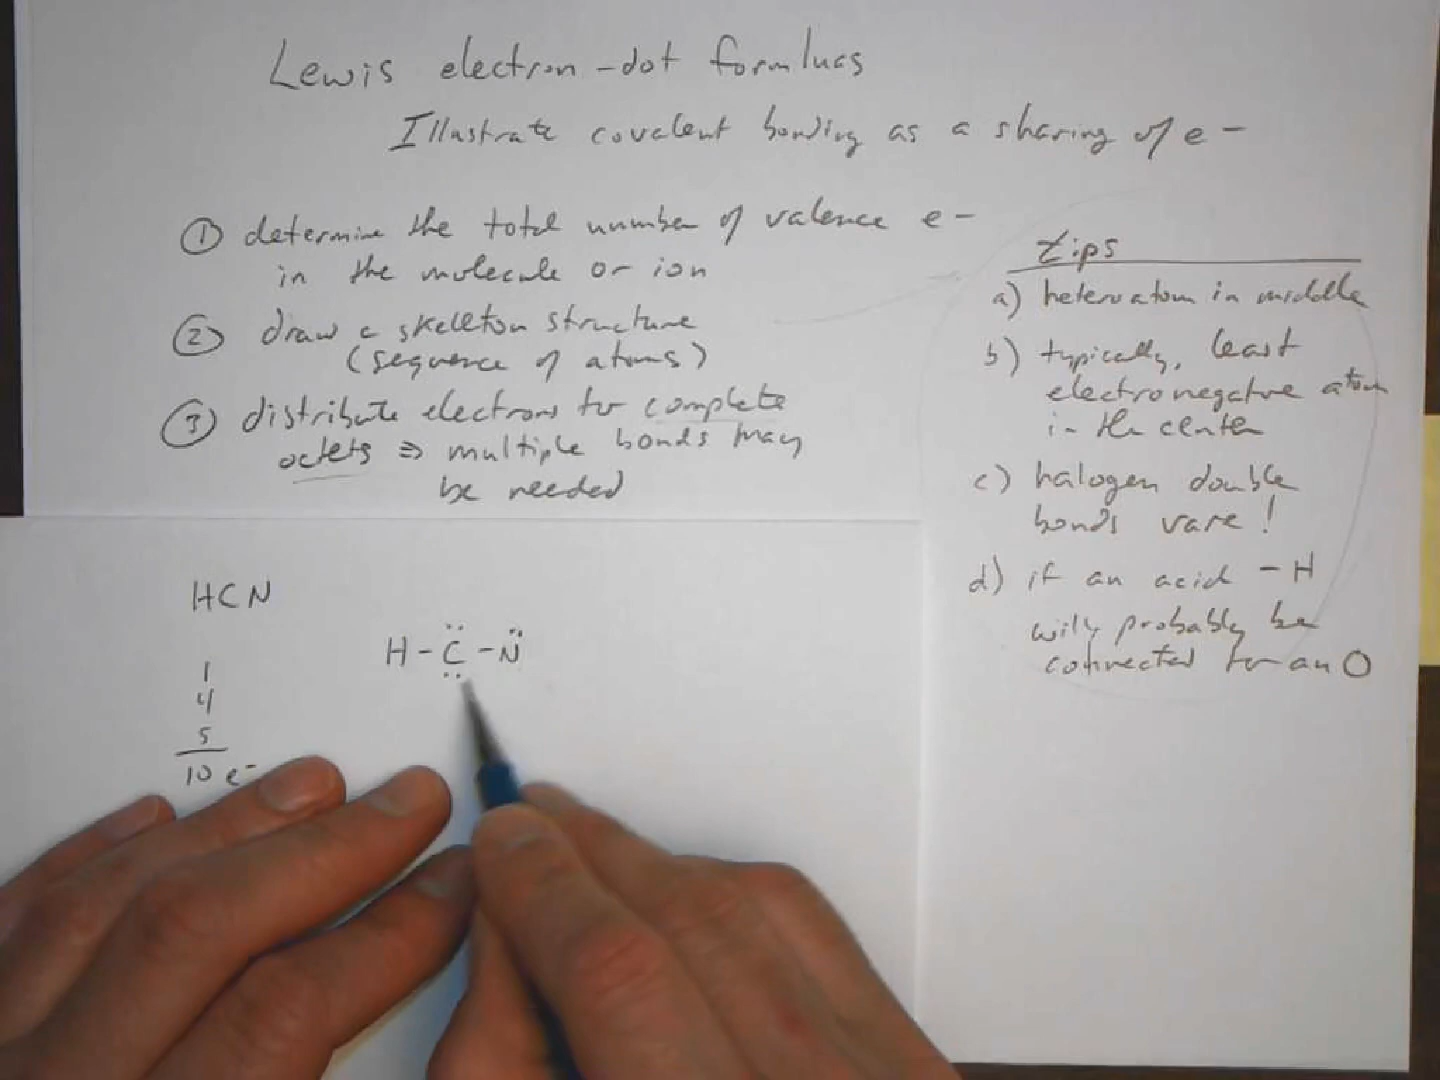 Lewis electron-dot formluas
Illustrate covalent bonding as a sharing of e-
① determine the total number of valence e-
in the molecule or ion
② draw a skeleton structure
(sequence of atoms)
③ distribute electrons to complete
octets ⇒ multiple bonds may
be needed
tips
a) heteroatom in middle
b) typically, least
electronegative atom
in the center
c) halogen double
bonds rare!
d) if an acid -H
will probably be
connected to an O
HCN
1
4
5
10 e-
H-C-N